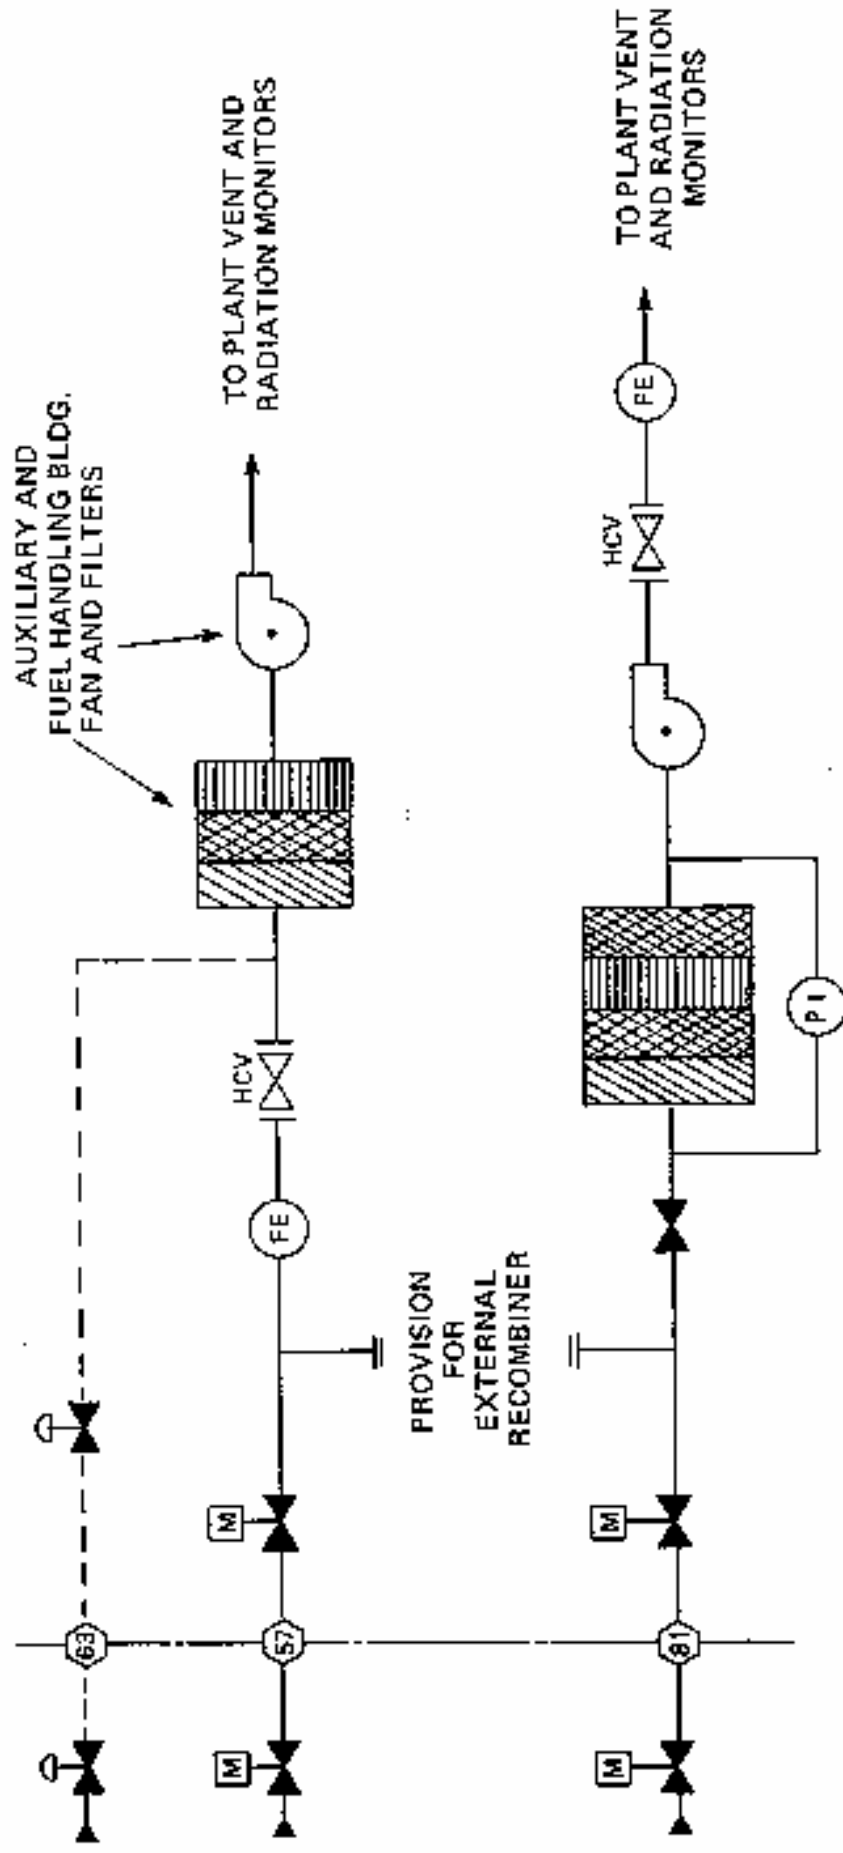 AUXILIARY AND
FUEL HANDLING BLDG.
FAN AND FILTERS
TO PLANT VENT AND
RADIATION MONITORS
63
M
57
M
FE
HCV
PROVISION
FOR
EXTERNAL
RECOMBINER
M
81
M
PI
HCV
FE
TO PLANT VENT
AND RADIATION
MONITORS